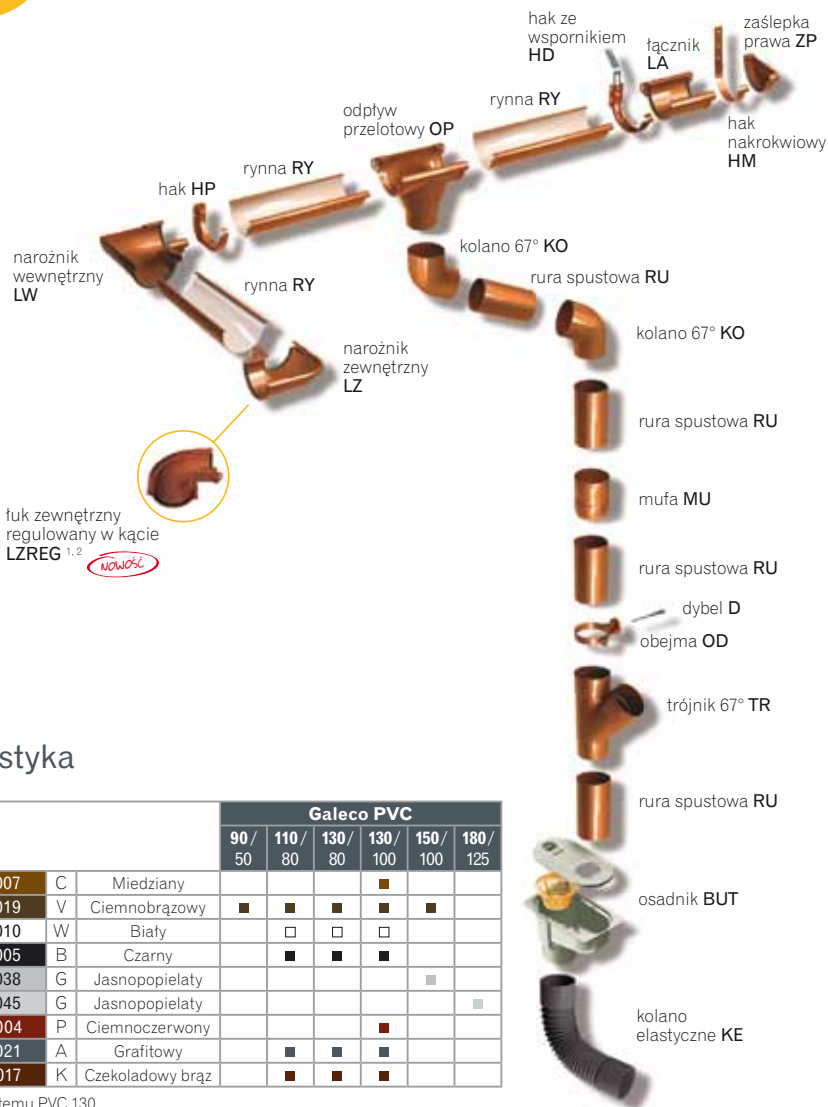 hak ze
wspornikiem
HD
łącznik
LA
zaślepka
prawa ZP
rynna RY
odpływ
przelotowy OP
hak
nakrokwiowy
HM
rynna RY
hak HP
narożnik
wewnętrzny
LW
rynna RY
kolano 67° KO
rura spustowa RU
kolano 67° KO
narożnik
zewnętrzny
LZ
rura spustowa RU
łuk zewnętrzny
regulowany w kącie
LZREG 1, 2
NOWOŚĆ
mufa MU
rura spustowa RU
dybel D
obejma OD
trójnik 67° TR
rura spustowa RU
osadnik BUT
kolano
elastyczne KE
styka
Galeco PVC
90/ 110/ 130/ 130/ 150/ 180/
50 80 80 100 100 125
007 C Miedziany ■
019 V Ciemnobrązowy ■ ■ ■ ■ ■
010 W Biały □ □ □
005 B Czarny ■ ■ ■
038 G Jasnopopielaty ■
045 G Jasnopopielaty ■
004 P Ciemnoczerwony ■
021 A Grafitowy ■ ■ ■
017 K Czekoladowy brąz ■ ■ ■
temu PVC 130